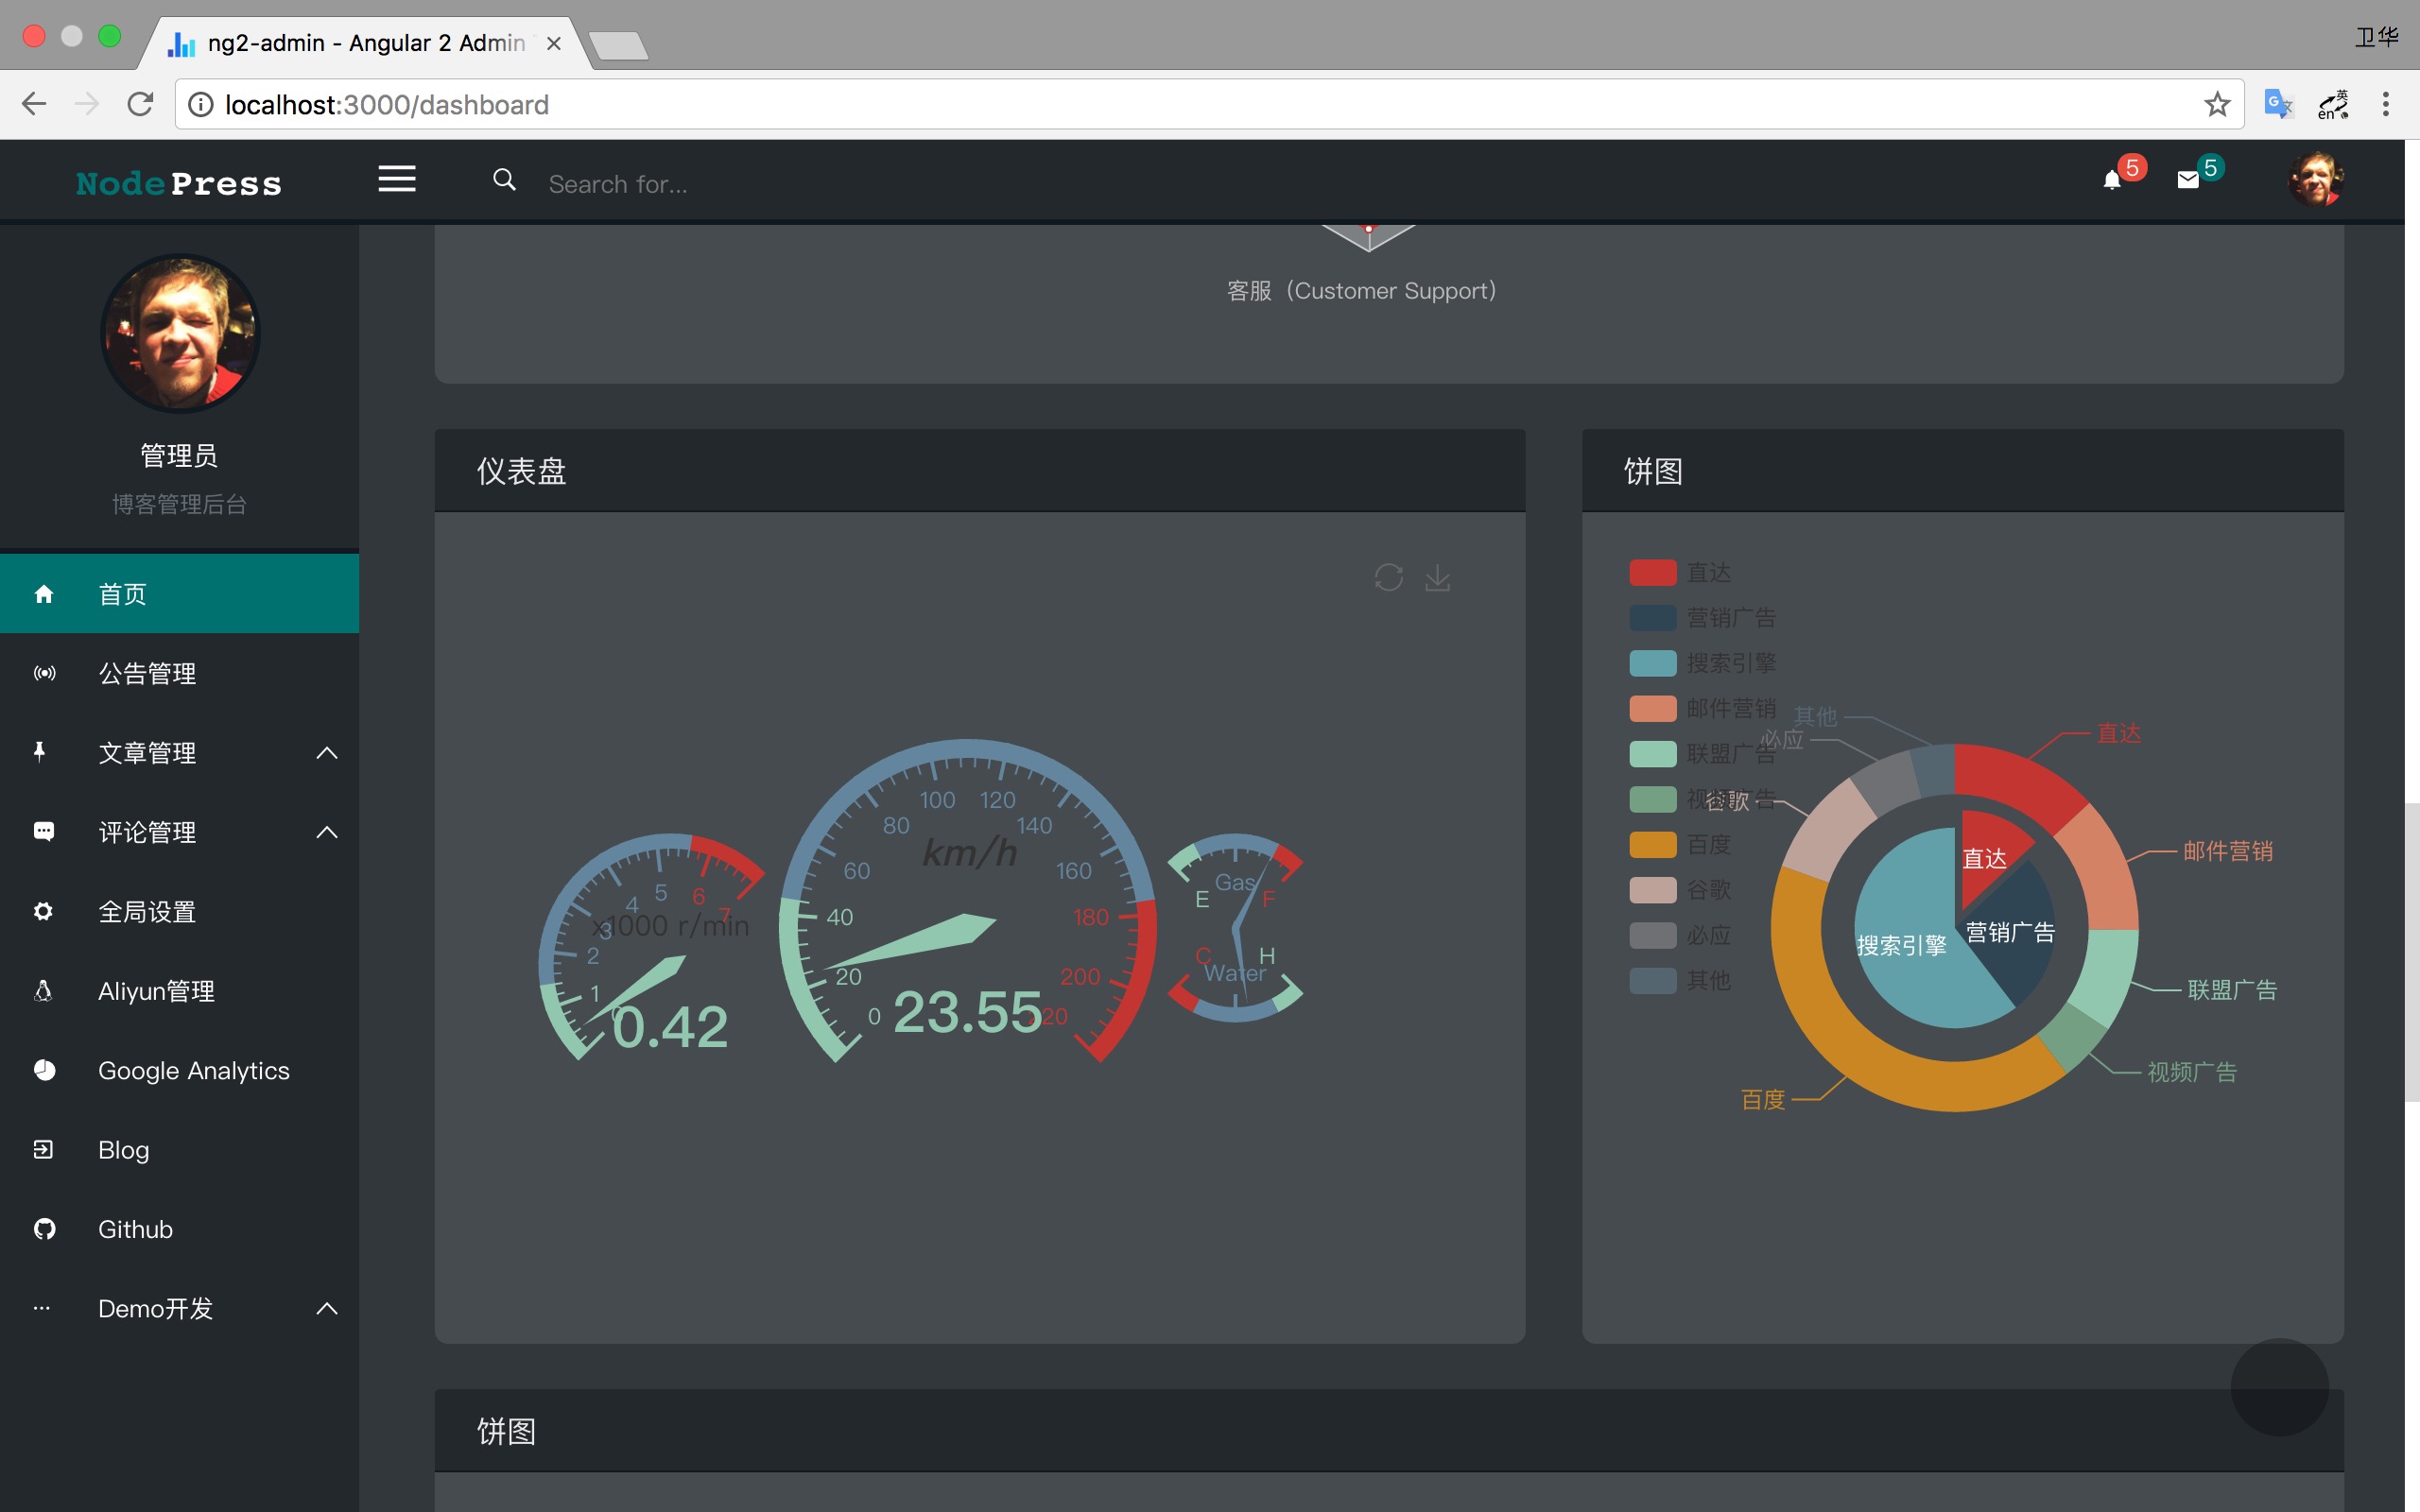 ng2-admin - Angular 2 Admin
卫华
localhost:3000/dashboard
英
en
NodePress
Search for...
5
5
管理员
博客管理后台
首页
公告管理
文章管理
评论管理
全局设置
Aliyun管理
Google Analytics
Blog
Github
Demo开发
客服（Customer Support）
仪表盘
0 1 2 3 4 5 6 7
x1000 r/min
0.42
0 20 40 60 80 100 120 140 160 180 200 220
km/h
23.55
Gas
E F
C H
Water
饼图
直达
营销广告
搜索引擎
邮件营销
联盟广告
视频广告
百度
谷歌
必应
其他
其他
必应
谷歌
百度
直达
邮件营销
联盟广告
视频广告
直达
营销广告
搜索引擎
饼图